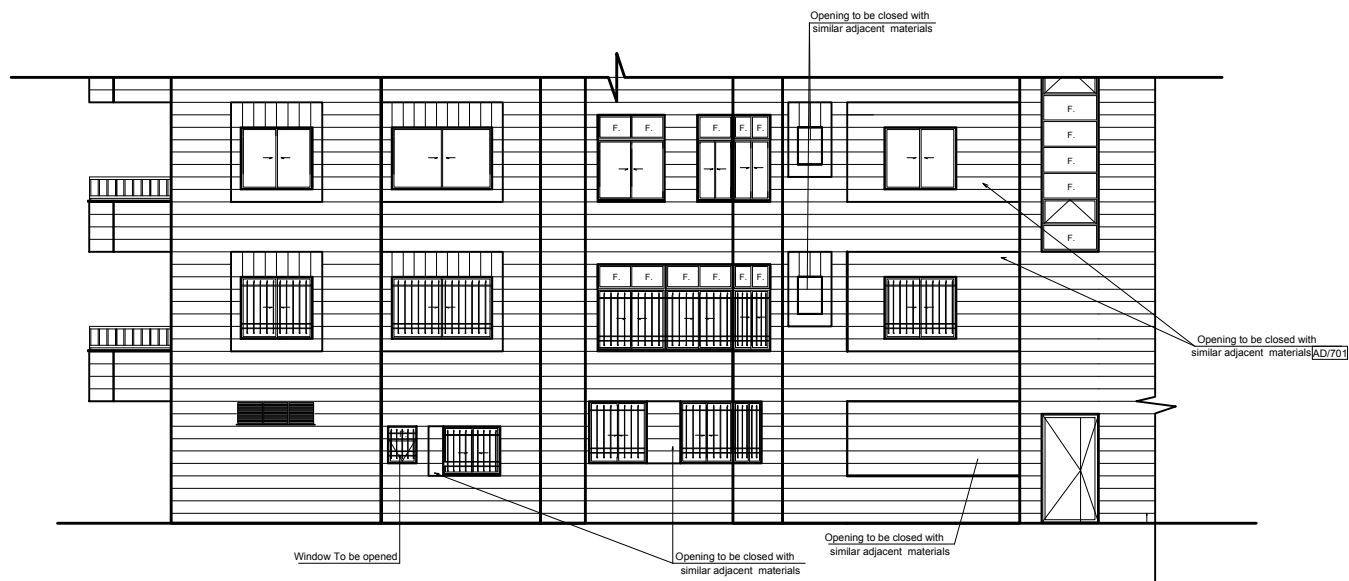 Opening to be closed with
similar adjacent materials
F.
F. F. F. F. F.
F.
F.
F.
F.
F. F. F. F. F. F.
Opening to be closed with
similar adjacent materials AD/701
Opening to be closed with
similar adjacent materials
Window To be opened
Opening to be closed with
similar adjacent materials